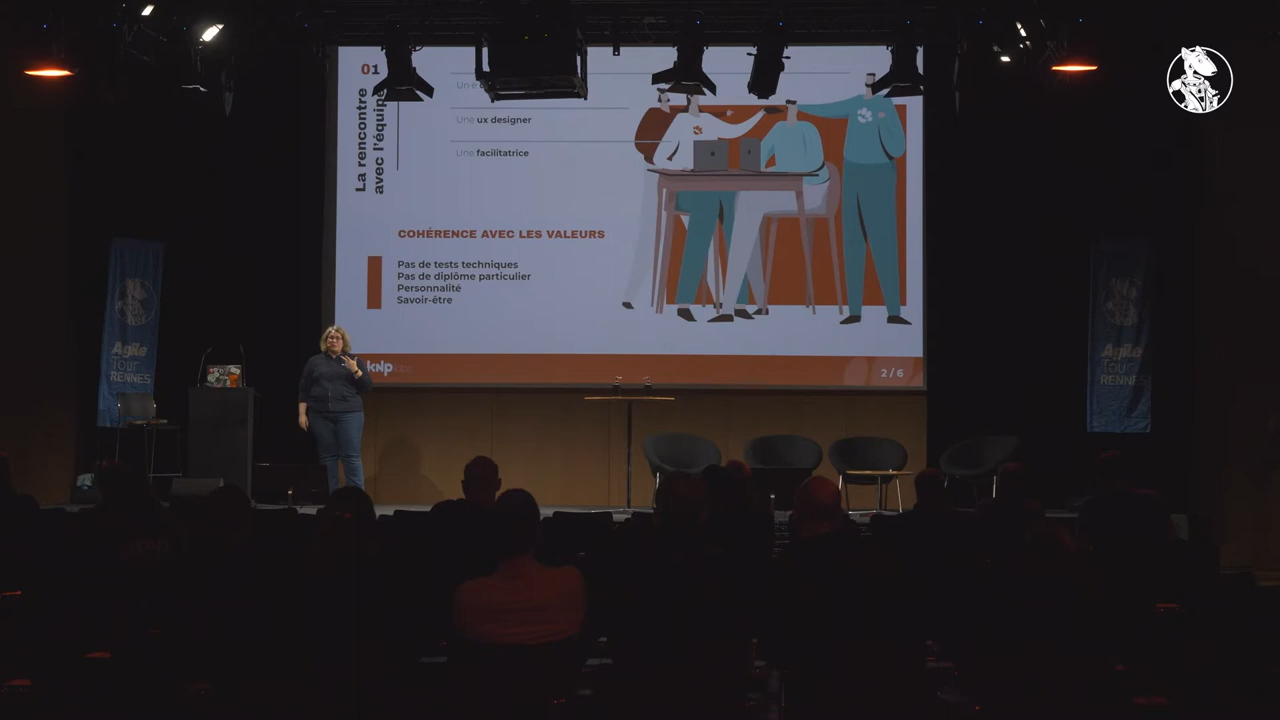 01
La rencontre
avec l'équipe
Une ux designer
Une facilitatrice
COHÉRENCE AVEC LES VALEURS
Pas de tests techniques
Pas de diplôme particulier
Personnalité
Savoir-être
knp
2 / 6
Agile
Tour
RENNES
Agile
Tour
RENNES